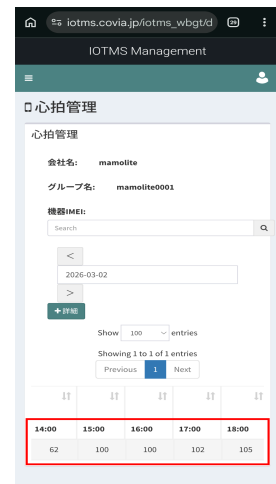 iotms.covia.jp/iotms_wbgt/d
29
IOTMS Management
心拍管理
心拍管理
会社名: mamolite
グループ名: mamolite0001
機器IMEI:
Search
<
2026-03-02
>
+詳細
Show 100 entries
Showing 1 to 1 of 1 entries
Previous 1 Next
14:00 15:00 16:00 17:00 18:00
62 100 100 102 105